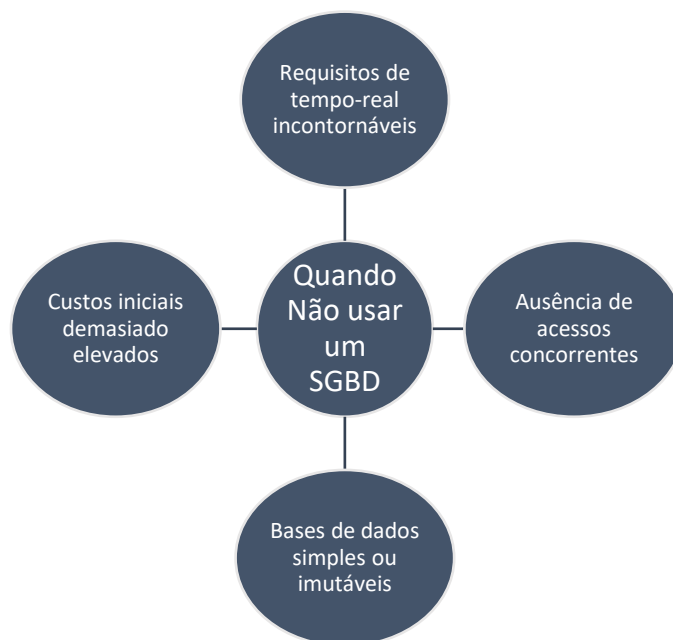 Requisitos de
tempo-real
incontornáveis
Custos iniciais
demasiado
elevados
Quando
Não usar
um
SGBD
Ausência de
acessos
concorrentes
Bases de dados
simples ou
imutáveis